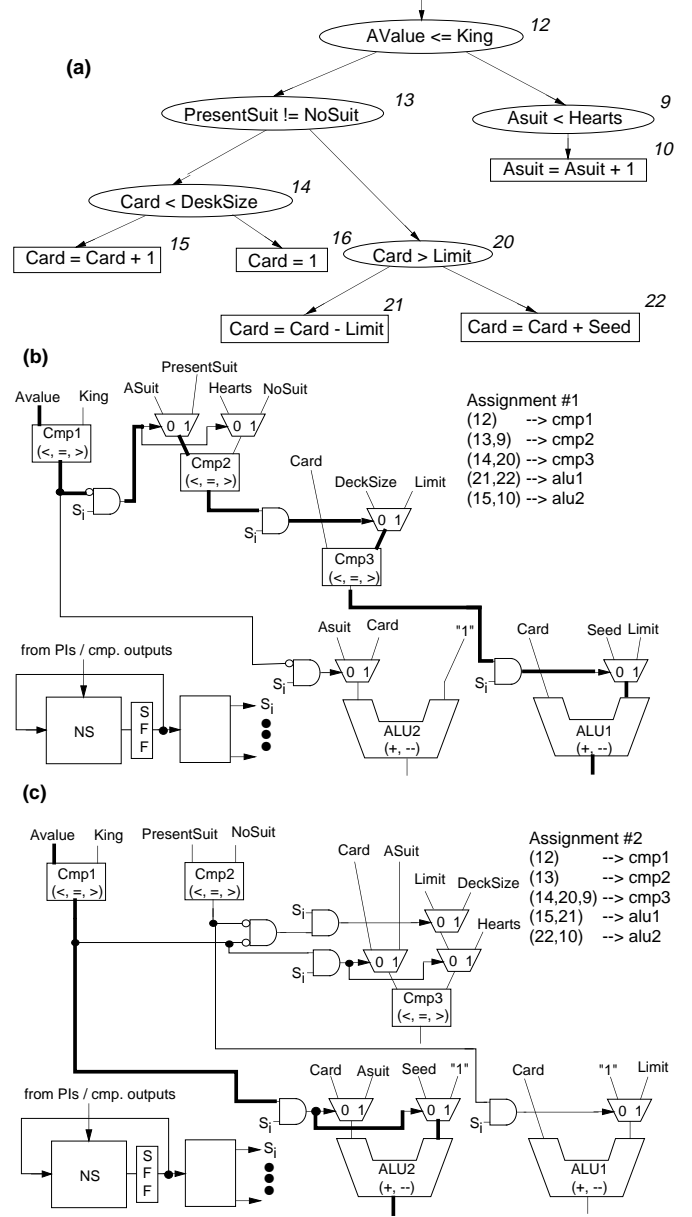 12
AValue <= King
(a)
13
9
PresentSuit != NoSuit
Asuit < Hearts
10
14
Asuit = Asuit + 1
Card < DeskSize
15
16
20
Card = Card + 1
Card = 1
Card > Limit
21
22
Card = Card - Limit
Card = Card + Seed
(b)
PresentSuit
Avalue King ASuit Hearts NoSuit
Assignment #1
(12) --> cmp1
(13,9) --> cmp2
(14,20) --> cmp3
(21,22) --> alu1
(15,10) --> alu2
Cmp1
(<, =, >)
0 1
0 1
Cmp2
(<, =, >)
Card
DeckSize Limit
Si
Si
0 1
Cmp3
(<, =, >)
Asuit Card "1" Card Seed Limit
from PIs / cmp. outputs
Si
0 1
Si
0 1
NS
S
F
F
Si
ALU2
(+, --)
ALU1
(+, --)
(c)
Avalue King PresentSuit NoSuit
Card ASuit
Assignment #2
(12) --> cmp1
(13) --> cmp2
(14,20,9) --> cmp3
(15,21) --> alu1
(22,10) --> alu2
Cmp1
(<, =, >)
Cmp2
(<, =, >)
Limit DeckSize
Si
0 1
Hearts
Si
0 1
0 1
Cmp3
(<, =, >)
Card Asuit Seed "1" Card "1" Limit
from PIs / cmp. outputs
Si
0 1
0 1
Si
0 1
NS
S
F
F
Si
ALU2
(+, --)
ALU1
(+, --)